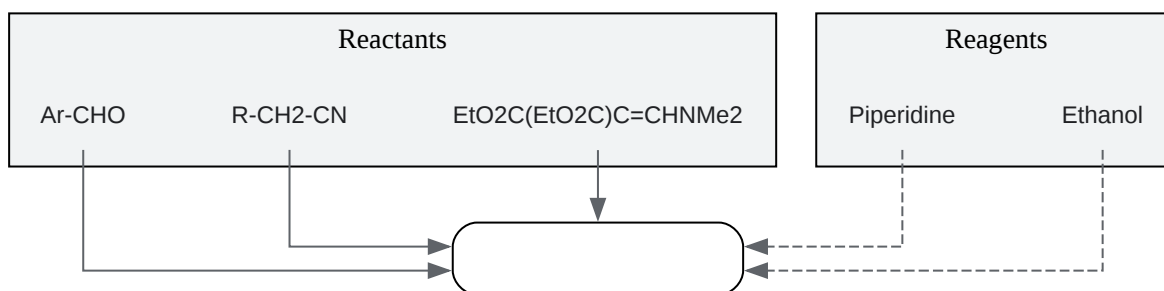 Reactants
Reagents
Ar-CHO
R-CH2-CN
EtO2C(EtO2C)C=CHNMe2
Piperidine
Ethanol